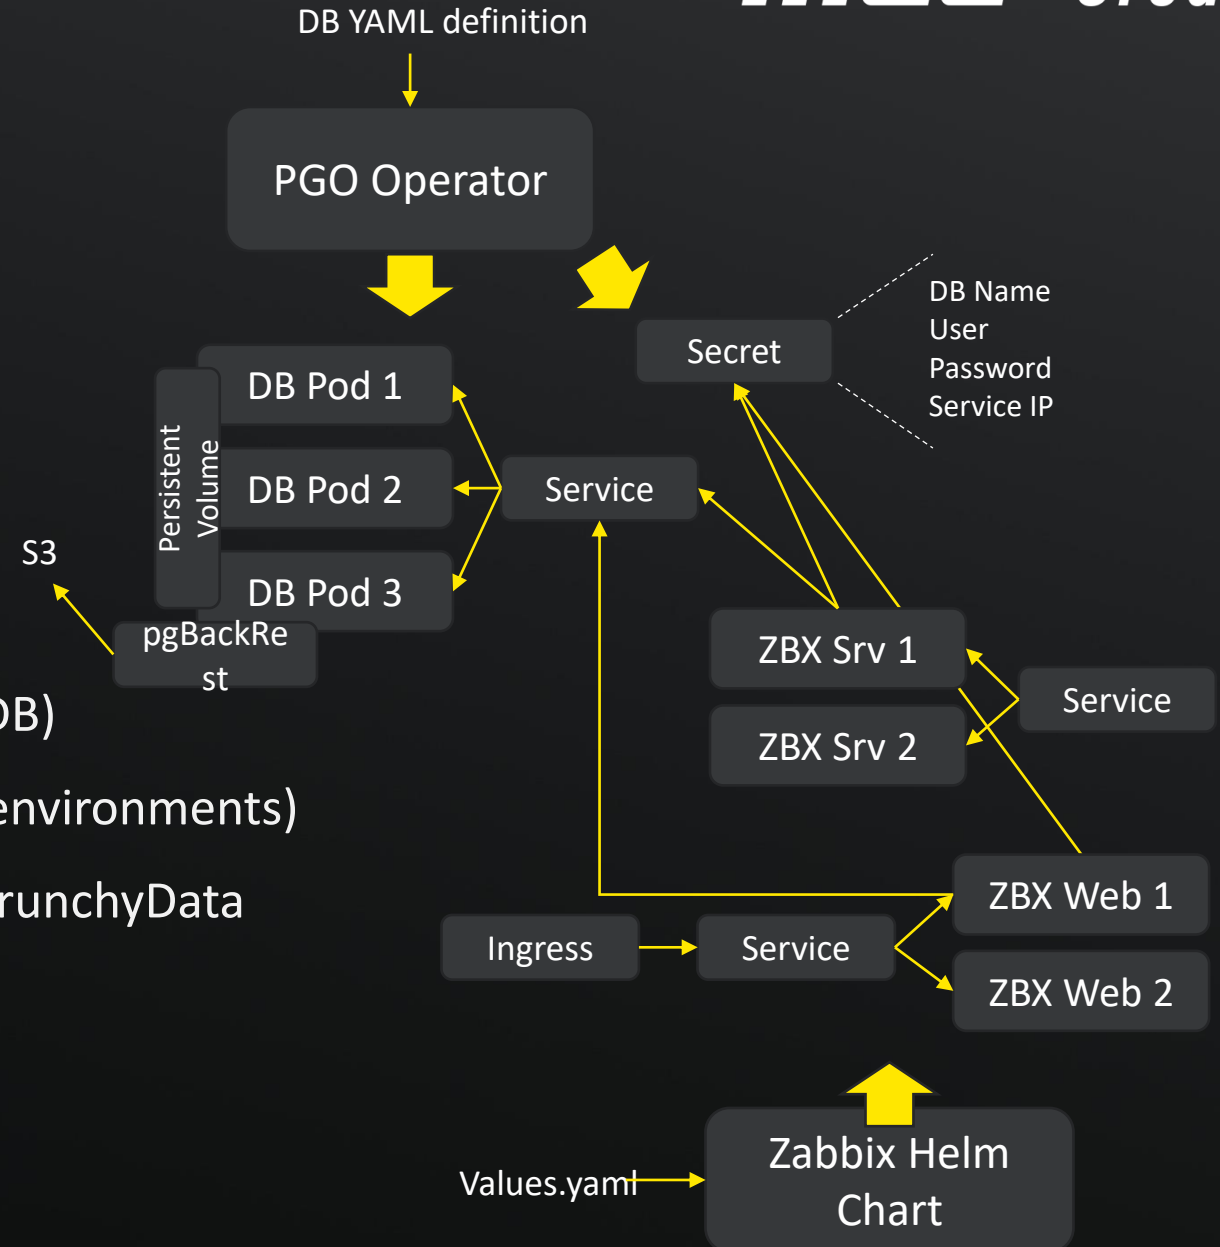 DB YAML definition
PGO Operator
DB Name
User
Password
Service IP
Secret
DB Pod 1
DB Pod 2
DB Pod 3
Persistent
Volume
Service
S3
pgBackRe
st
ZBX Srv 1
ZBX Srv 2
Service
environments)
ZBX Web 1
ZBX Web 2
Ingress
Service
Zabbix Helm
Chart
Values.yaml